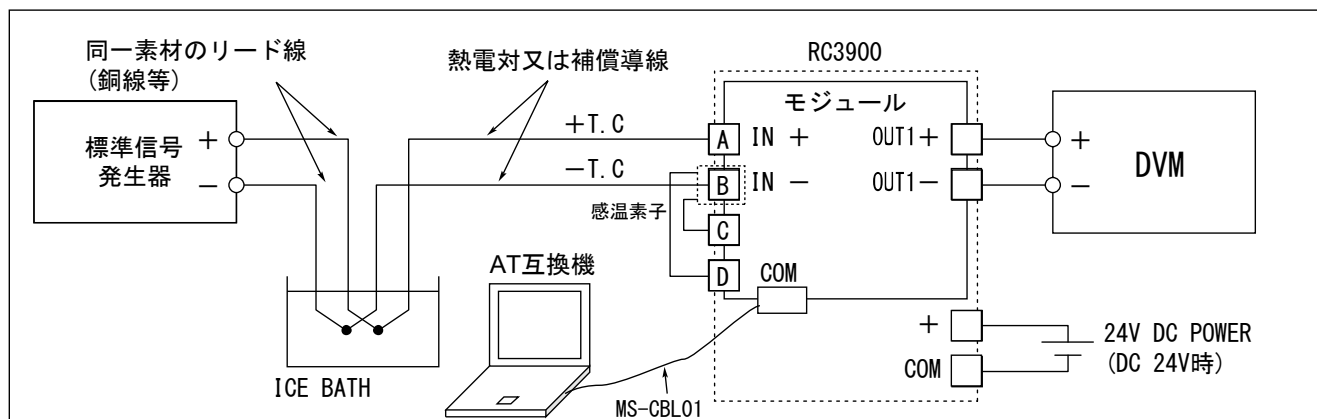 同一素材のリード線
(銅線等)
熱電対又は補償導線
RC3900
モジュール
標準信号
発生器
+
−
+T.C
−T.C
A
IN +
B
IN −
感温素子
C
D
OUT1+
OUT1−
+
−
DVM
AT互換機
COM
ICE BATH
MS-CBL01
+
COM
24V DC POWER
(DC 24V時)